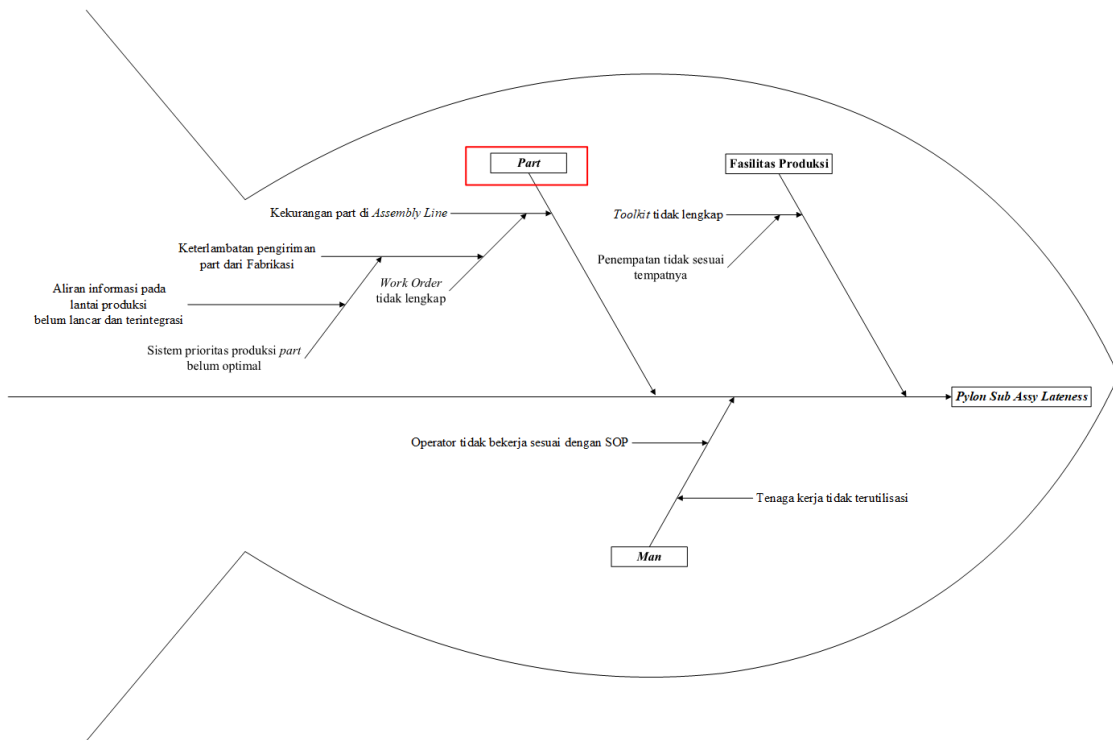 Part
Fasilitas Produksi
Kekurangan part di Assembly Line
Toolkit tidak lengkap
Keterlambatan pengiriman
part dari Fabrikasi
Penempatan tidak sesuai
tempatnya
Work Order
tidak lengkap
Aliran informasi pada
lantai produksi
belum lancar dan terintegrasi
Sistem prioritas produksi part
belum optimal
Pylon Sub Assy Lateness
Operator tidak bekerja sesuai dengan SOP
Tenaga kerja tidak terutilisasi
Man